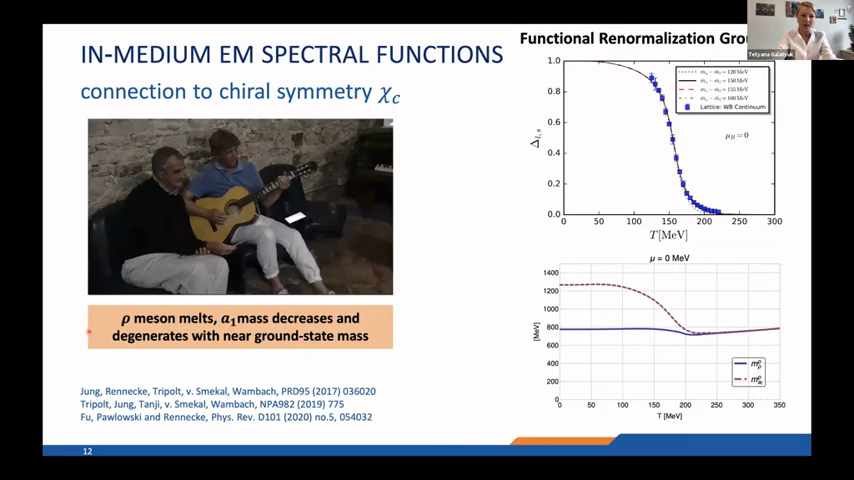 IN-MEDIUM EM SPECTRAL FUNCTIONS
connection to chiral symmetry χc
ρ meson melts, a1 mass decreases and
degenerates with near ground-state mass
Jung, Rennecke, Tripolt, v. Smekal, Wambach, PRD95 (2017) 036020
Tripolt, Jung, Tanji, v. Smekal, Wambach, NPA982 (2019) 775
Fu, Pawlowski and Rennecke, Phys. Rev. D101 (2020) no.5, 054032
12
Functional Renormalization Gro
Tetyana Galatyuk
1.0
0.8
0.6
0.4
0.2
0.0
Δl,s
Lattice: WB Continuum
μB=0
0 50 100 150 200 250 300
T[MeV]
μ = 0 MeV
1400
1200
1000
800
600
400
200
0
[MeV]
0 50 100 150 200 250 300 350
T [MeV]